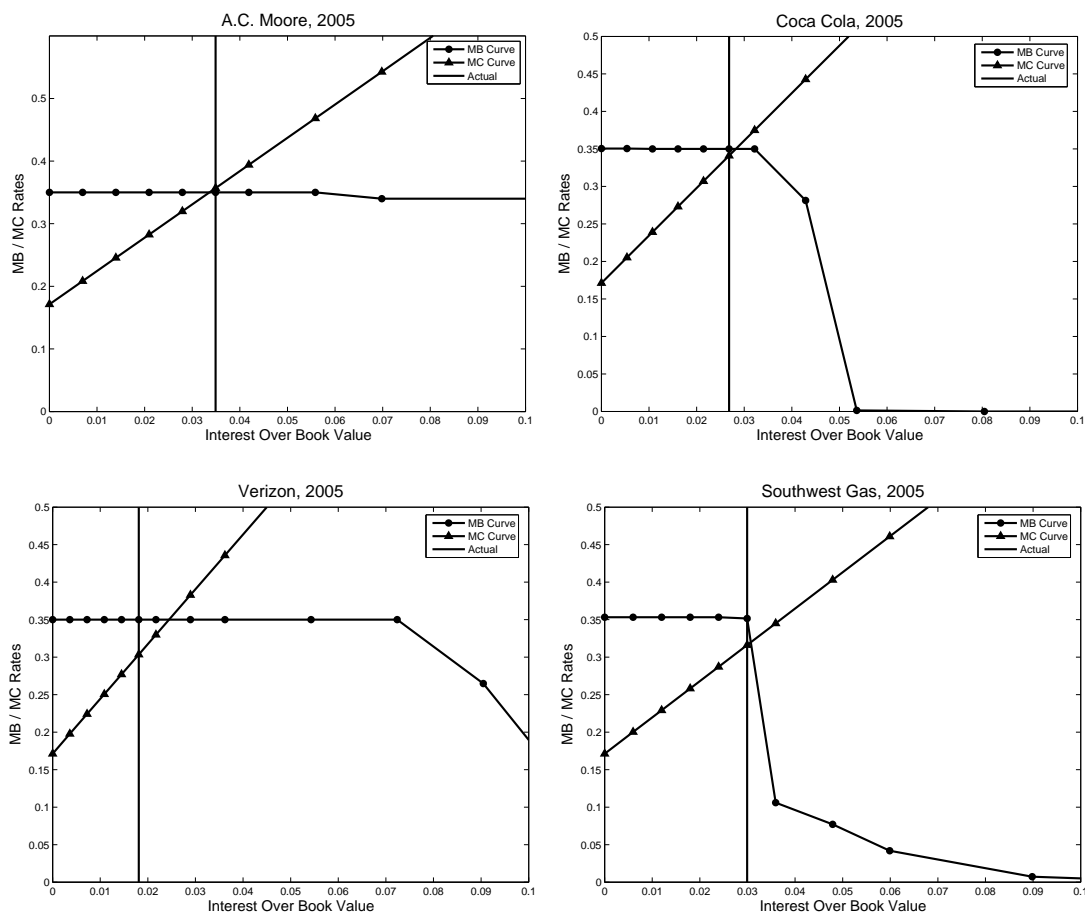 A.C. Moore, 2005
MB Curve
MC Curve
Actual
MB / MC Rates
0.5
0.4
0.3
0.2
0.1
0
0 0.01 0.02 0.03 0.04 0.05 0.06 0.07 0.08 0.09 0.1
Interest Over Book Value
Coca Cola, 2005
MB Curve
MC Curve
Actual
MB / MC Rates
0.5
0.45
0.4
0.35
0.3
0.25
0.2
0.15
0.1
0.05
0
0 0.01 0.02 0.03 0.04 0.05 0.06 0.07 0.08 0.09 0.1
Interest Over Book Value
Verizon, 2005
MB Curve
MC Curve
Actual
MB / MC Rates
0.5
0.45
0.4
0.35
0.3
0.25
0.2
0.15
0.1
0.05
0
0 0.01 0.02 0.03 0.04 0.05 0.06 0.07 0.08 0.09 0.1
Interest Over Book Value
Southwest Gas, 2005
MB Curve
MC Curve
Actual
MB / MC Rates
0.5
0.45
0.4
0.35
0.3
0.25
0.2
0.15
0.1
0.05
0
0 0.01 0.02 0.03 0.04 0.05 0.06 0.07 0.08 0.09 0.1
Interest Over Book Value